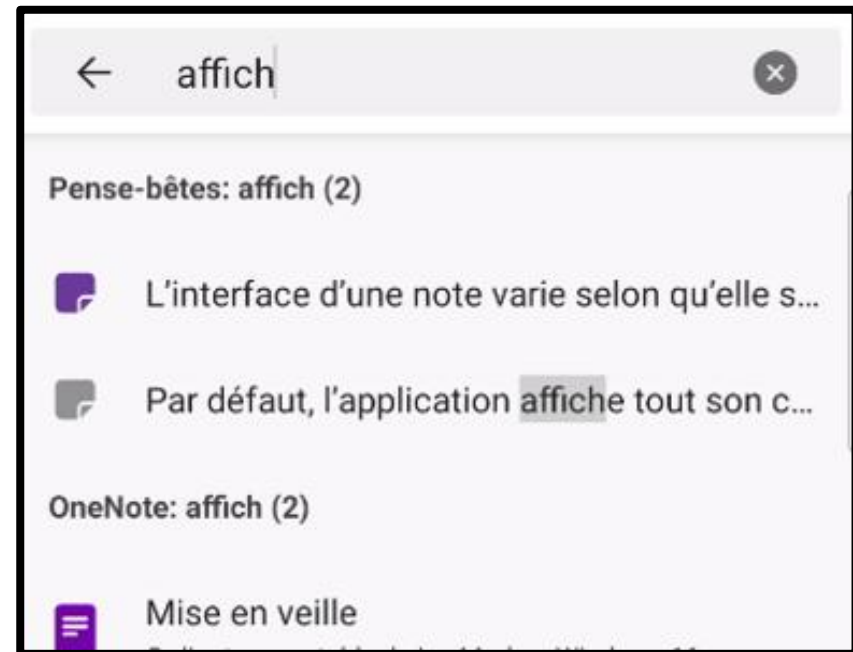 affich
Pense-bêtes: affich (2)
L’interface d’une note varie selon qu’elle s...
Par défaut, l’application affiche tout son c...
OneNote: affich (2)
Mise en veille